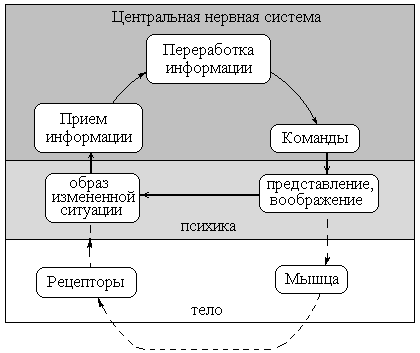 Центральная нервная система
Переработка
информации
Прием
информации
Команды
образ
измененной
ситуации
представление,
воображение
психика
Рецепторы
Мышца
тело